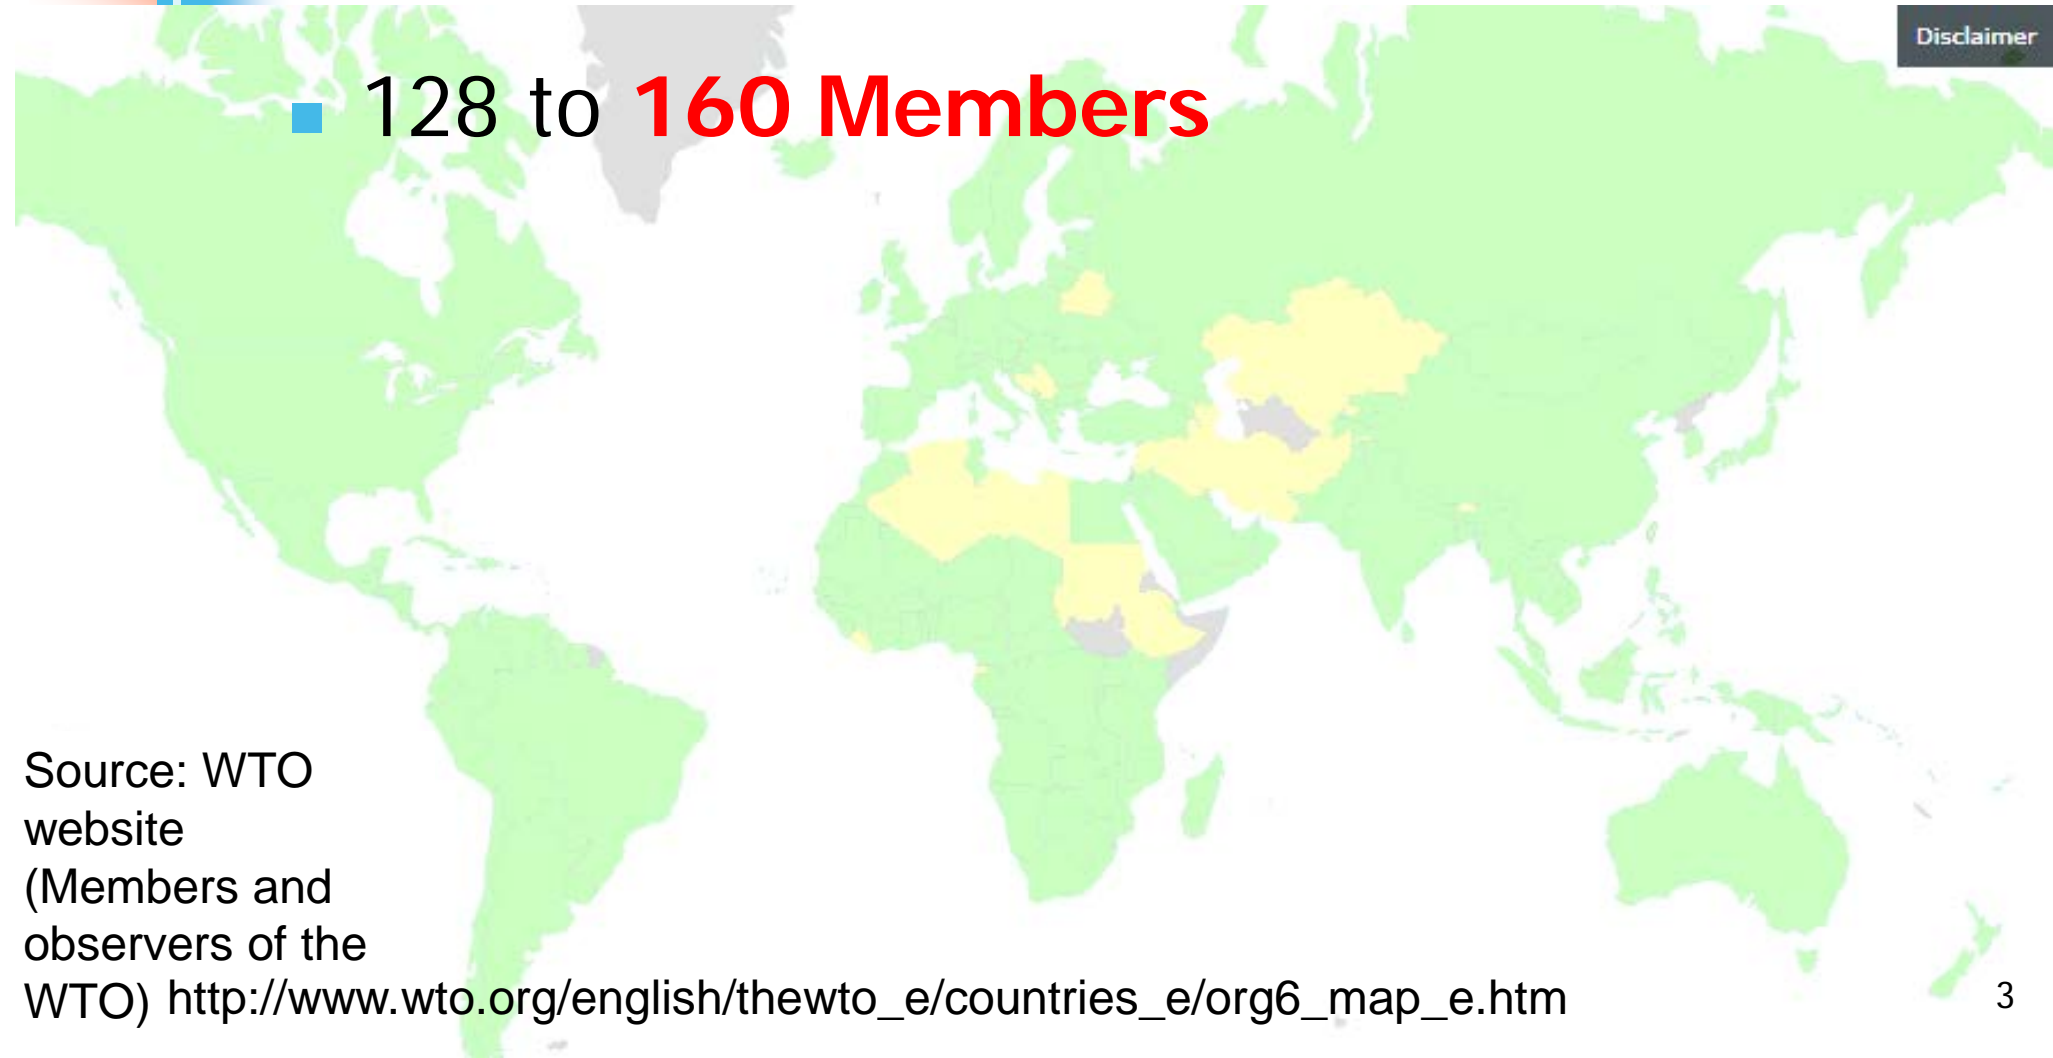 Disclaimer
128 to 160 Members
Source: WTO
website
(Members and
observers of the
WTO) http://www.wto.org/english/thewto_e/countries_e/org6_map_e.htm
3